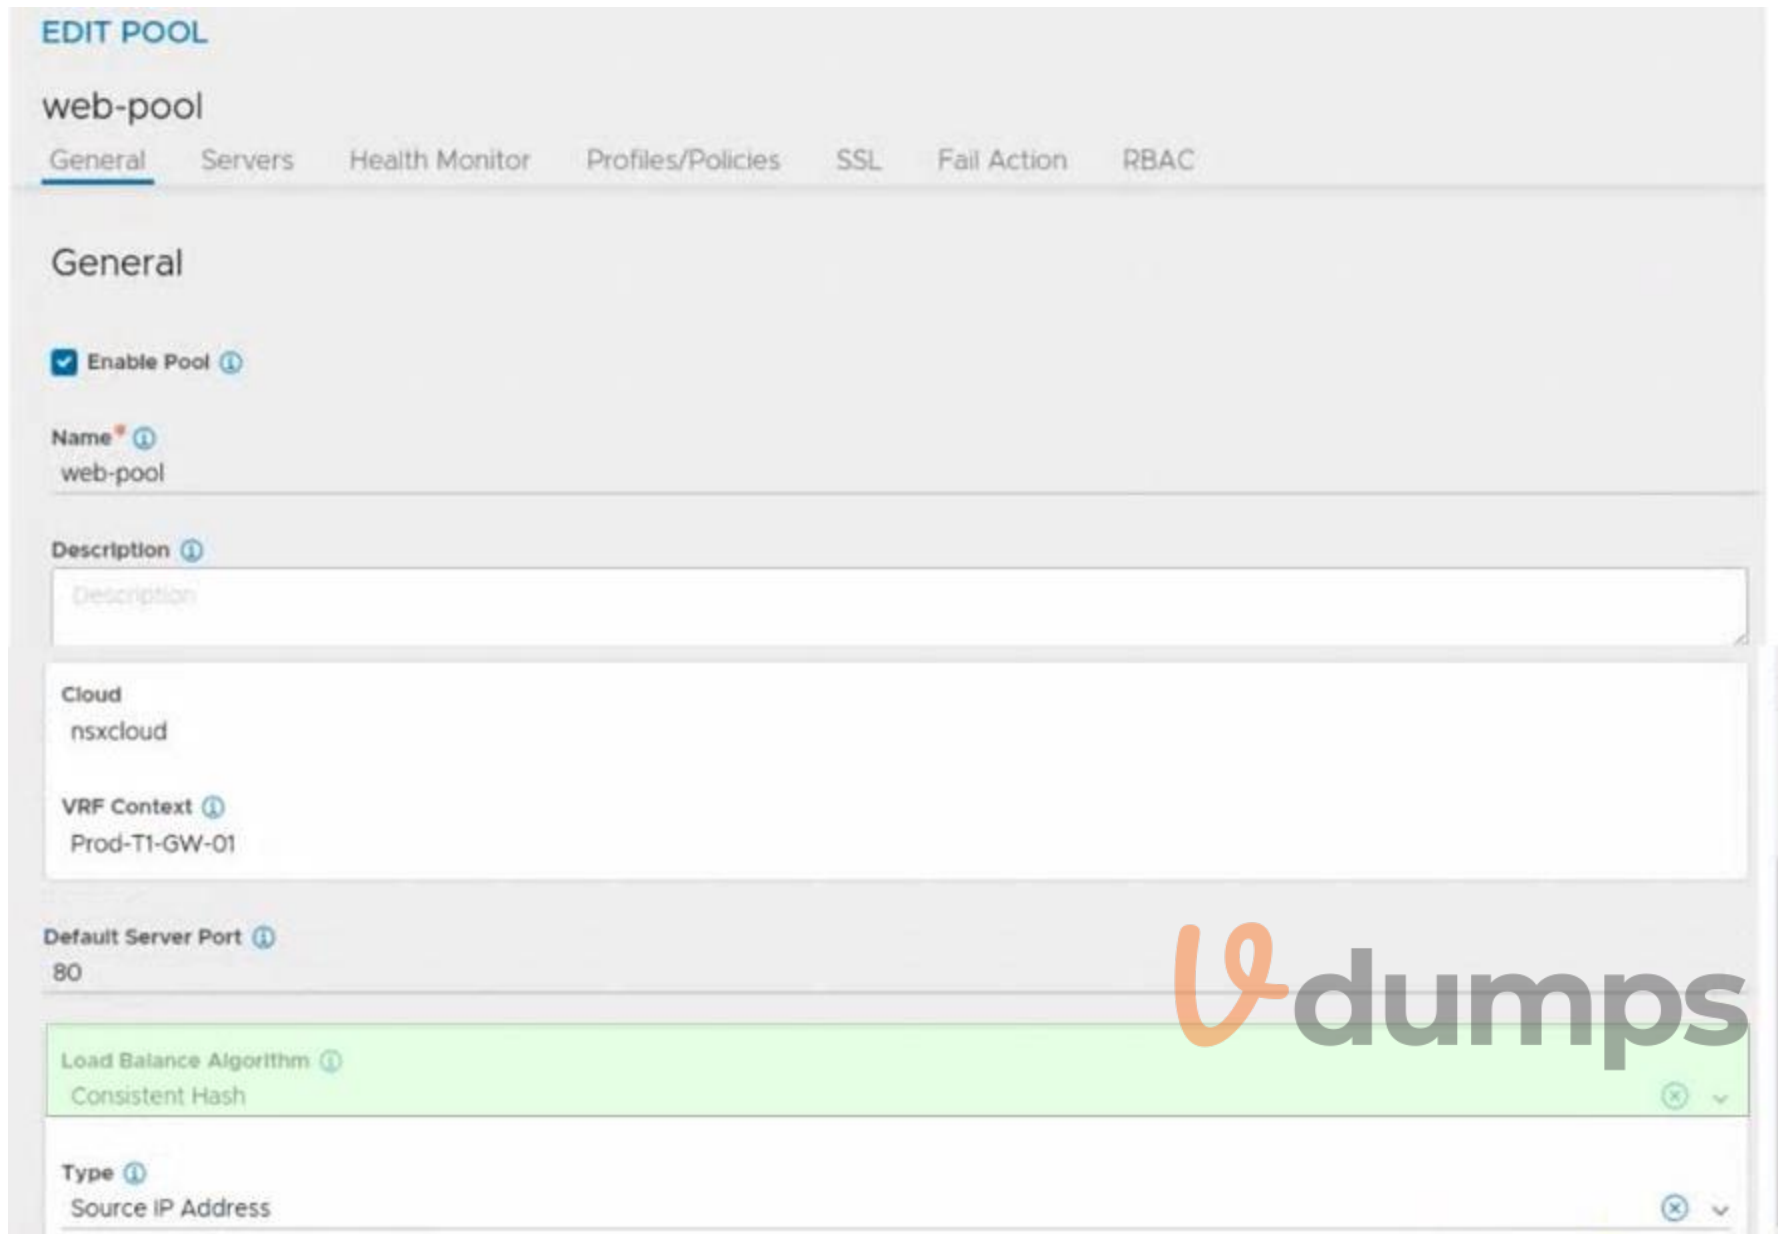 EDIT POOL
web-pool
General Servers Health Monitor Profiles/Policies SSL Fail Action RBAC
General
Enable Pool
Name*
web-pool
Description
Description
Cloud
nsxcloud
VRF Context
Prod-T1-GW-01
Default Server Port
80
dumps
Load Balance Algorithm
Consistent Hash
Type
Source IP Address